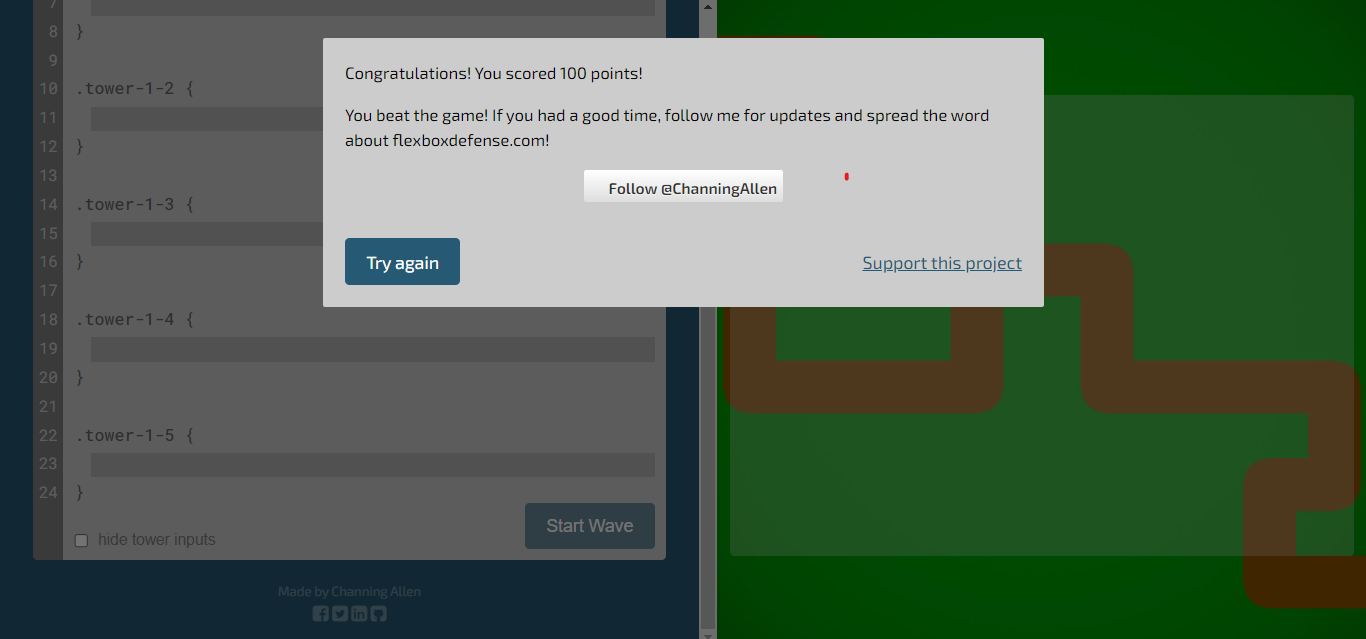 Congratulations! You scored 100 points!
You beat the game! If you had a good time, follow me for updates and spread the word
about flexboxdefense.com!
Follow @ChanningAllen
Try again
Support this project
7
8 }
9
10 .tower-1-2 {
11
12 }
13
14 .tower-1-3 {
15
16 }
17
18 .tower-1-4 {
19
20 }
21
22 .tower-1-5 {
23
24 }
Start Wave
hide tower inputs
Made by Channing Allen